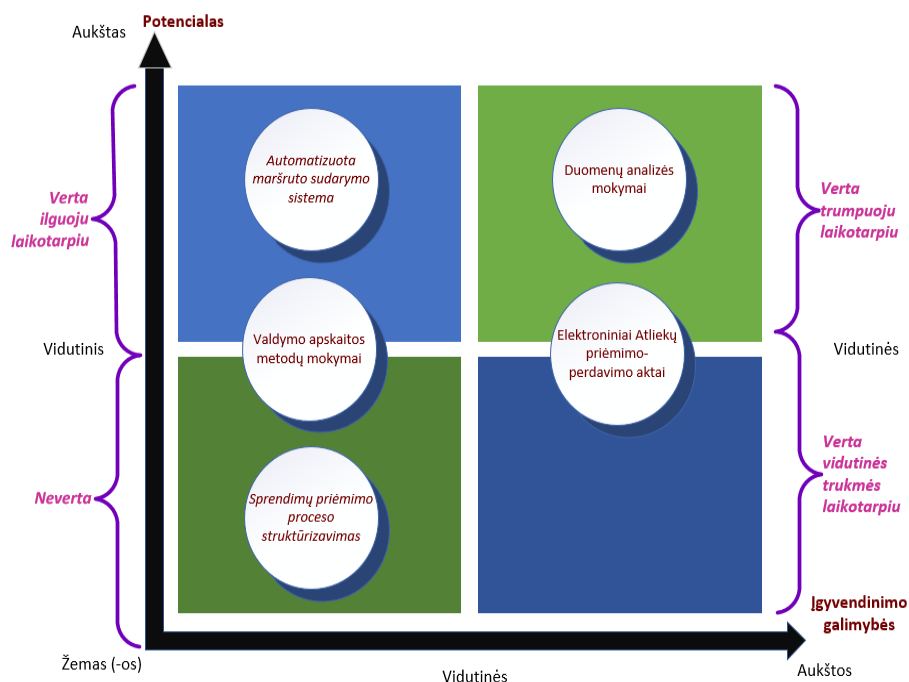 Potencialas
Aukštas
Automatizuota
maršruto sudarymo
sistema
Duomenų analizės
mokymai
Verta
ilguoju
laikotarpiu
Verta
trumpuoju
laikotarpiu
Vidutinis
Valdymo apskaitos
metodų mokymai
Elektroniniai Atliekų
priėmimo-
perdavimo aktai
Vidutinės
Neverta
Sprendimų priėmimo
proceso
struktūrizavimas
Verta
vidutinės
trukmės
laikotarpiu
Įgyvendinimo
galimybės
Žemas (-os)
Vidutinės
Aukštos